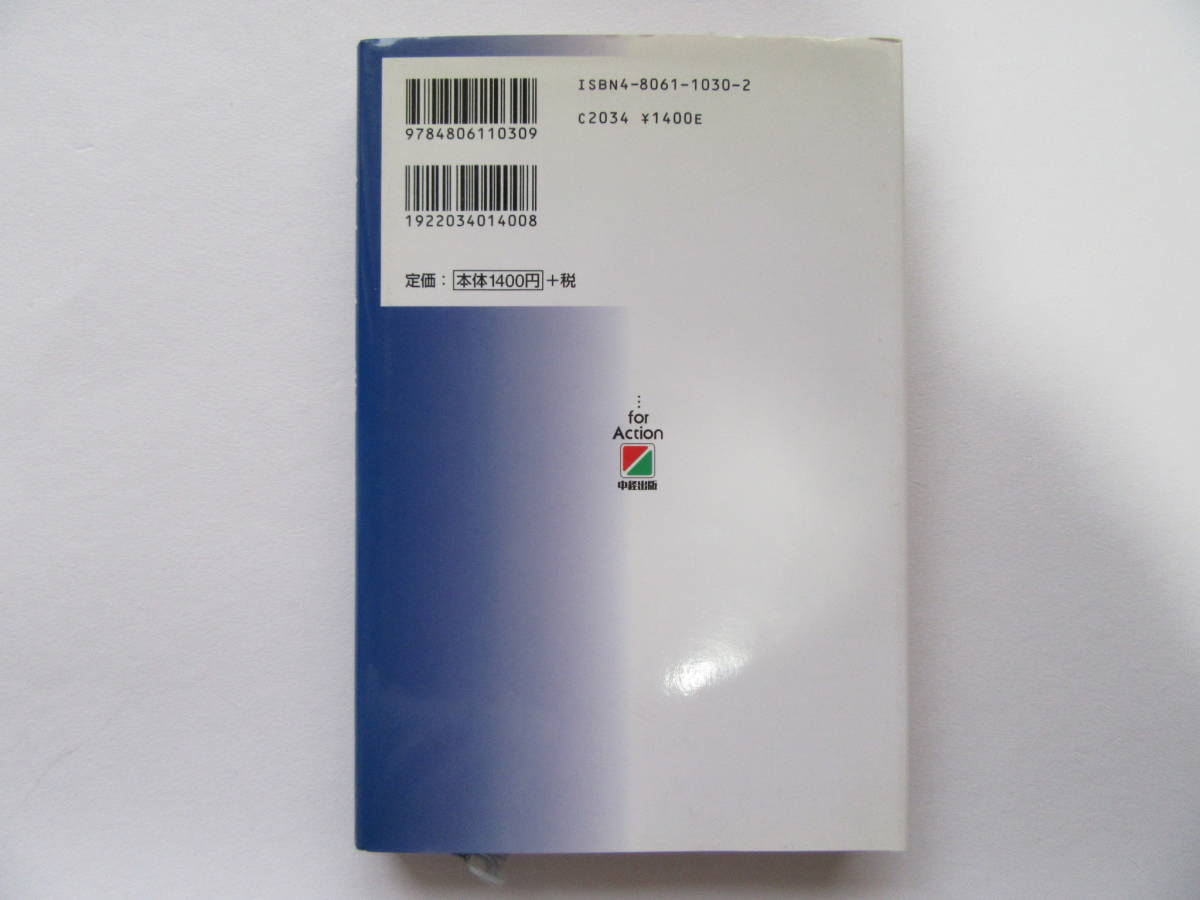 ISBN4-8061-1030-2
9784806110309
C2034 ¥1400E
1922034014008
定価：本体1400円+税
…
for
Action
中経出版